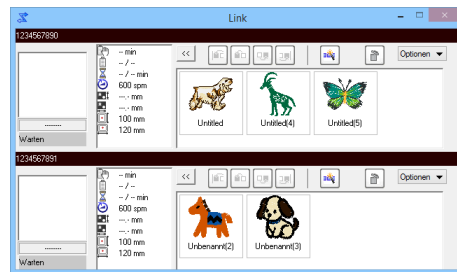 Link
1234567890
-- min
-- / --
-- / -- min
600 spm
---.- mm
---.- mm
100 mm
120 mm
<<
Optionen
--------
Warten
Untitled
Untitled(4)
Untitled(5)
1234567891
-- min
-- / --
-- / -- min
600 spm
---.- mm
---.- mm
100 mm
120 mm
<<
Optionen
--------
Warten
Unbenannt(2)
Unbenannt(3)